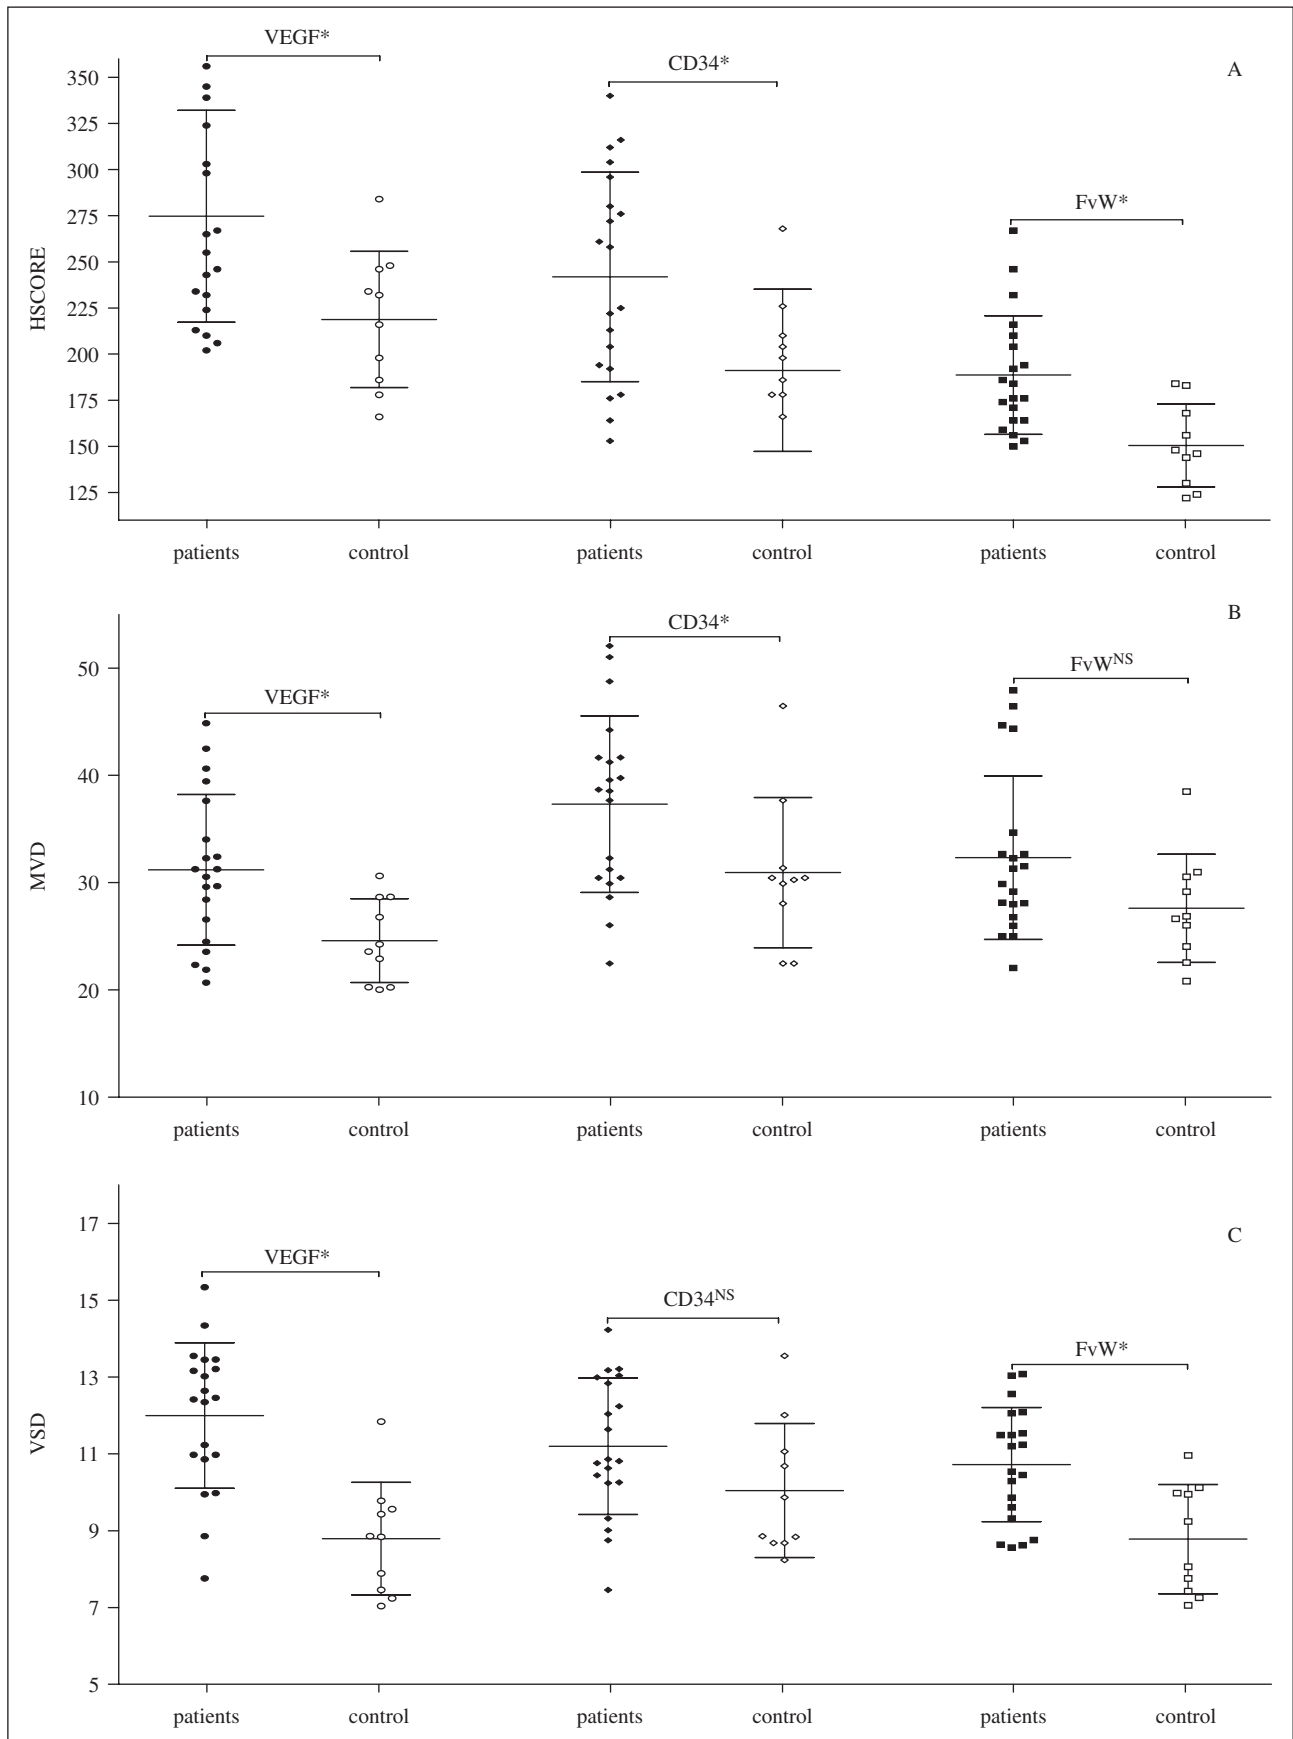 VEGF*
CD34*
A
FvW*
350
325
300
275
250
225
200
175
150
125
HSCORE
patients control patients control patients control
B
CD34*
FvW^NS
VEGF*
50
40
30
20
10
MVD
patients control patients control patients control
C
VEGF*
CD34^NS
FvW*
17
15
13
11
9
7
5
VSD
patients control patients control patients control